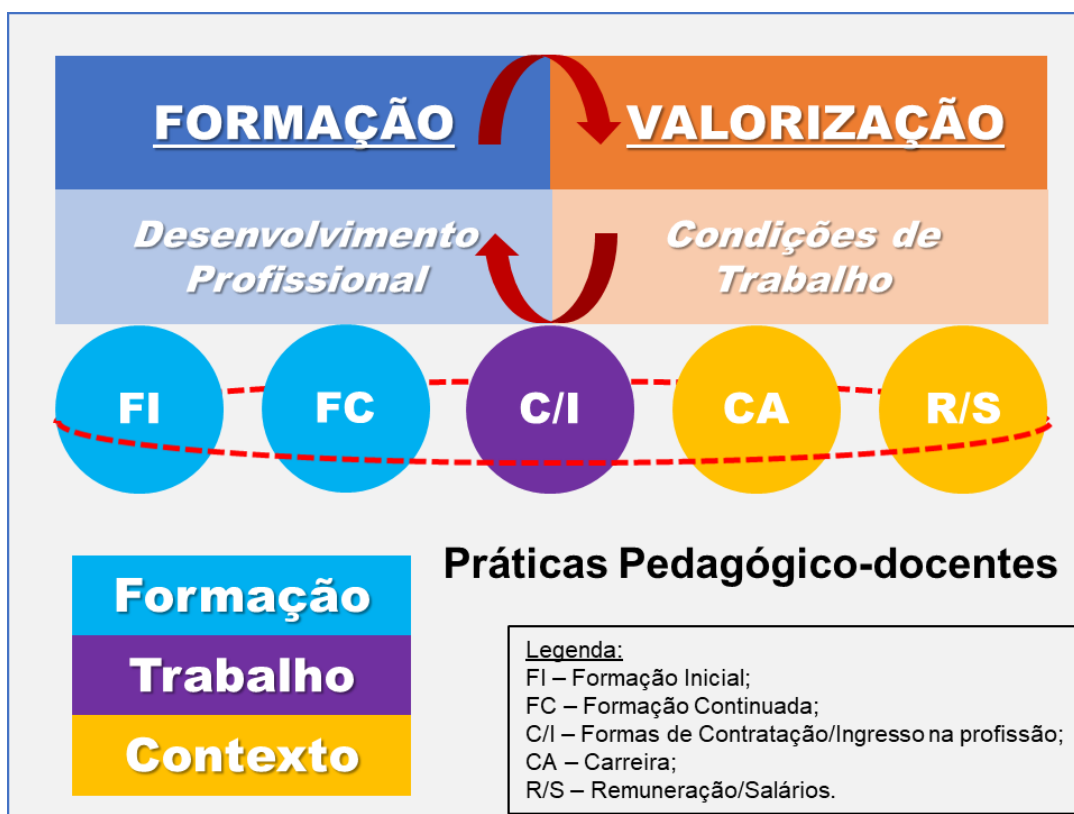 FORMAÇÃO
VALORIZAÇÃO
Desenvolvimento
Profissional
Condições de
Trabalho
FI
FC
C/I
CA
R/S
Práticas Pedagógico-docentes
Formação
Trabalho
Contexto
Legenda:
FI – Formação Inicial;
FC – Formação Continuada;
C/I – Formas de Contratação/Ingresso na profissão;
CA – Carreira;
R/S – Remuneração/Salários.